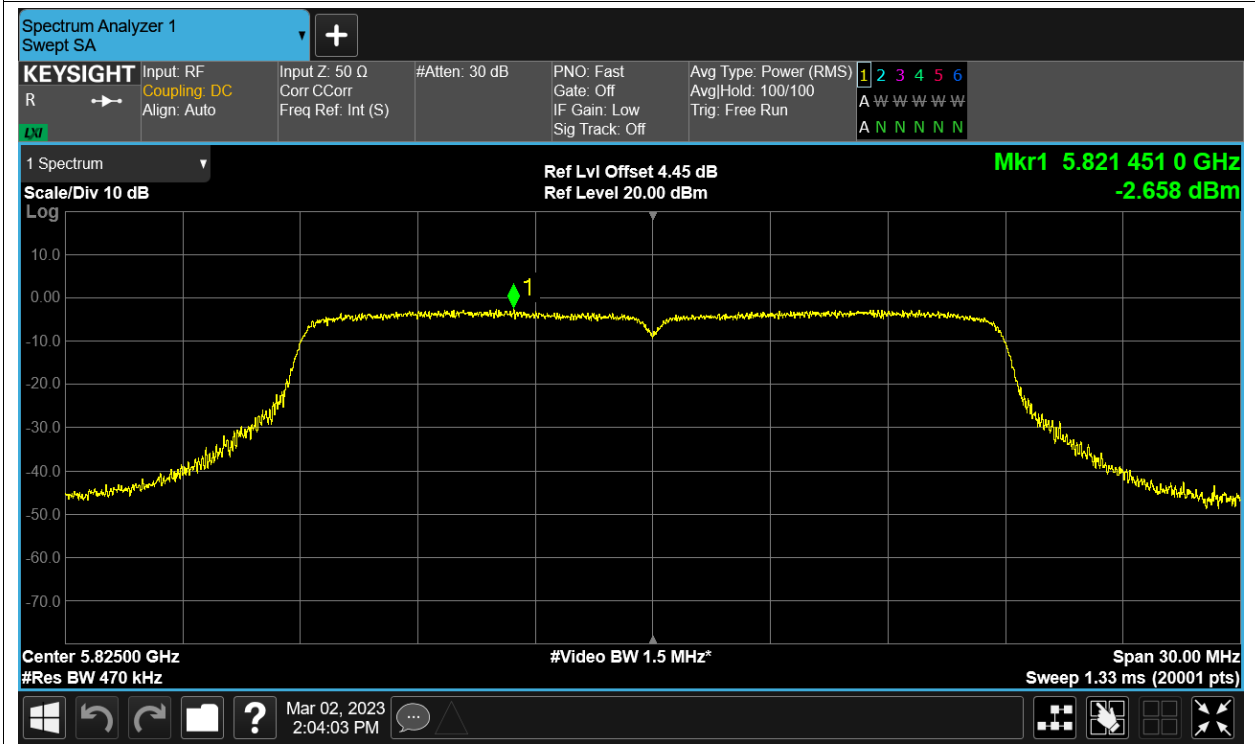 Spectrum Analyzer 1
Swept SA
+
KEYSIGHT
R
LXI
Input: RF
Coupling: DC
Align: Auto
Input Z: 50 Ω
Corr CCorr
Freq Ref: Int (S)
#Atten: 30 dB
PNO: Fast
Gate: Off
IF Gain: Low
Sig Track: Off
Avg Type: Power (RMS)
Avg|Hold: 100/100
Trig: Free Run
1 2 3 4 5 6
A W W W W W
A N N N N N
1 Spectrum
Scale/Div 10 dB
Log
Ref Lvl Offset 4.45 dB
Ref Level 20.00 dBm
Mkr1 5.821 451 0 GHz
-2.658 dBm
1
10.0
0.00
-10.0
-20.0
-30.0
-40.0
-50.0
-60.0
-70.0
Center 5.82500 GHz
#Res BW 470 kHz
#Video BW 1.5 MHz*
Span 30.00 MHz
Sweep 1.33 ms (20001 pts)
?
Mar 02, 2023
2:04:03 PM